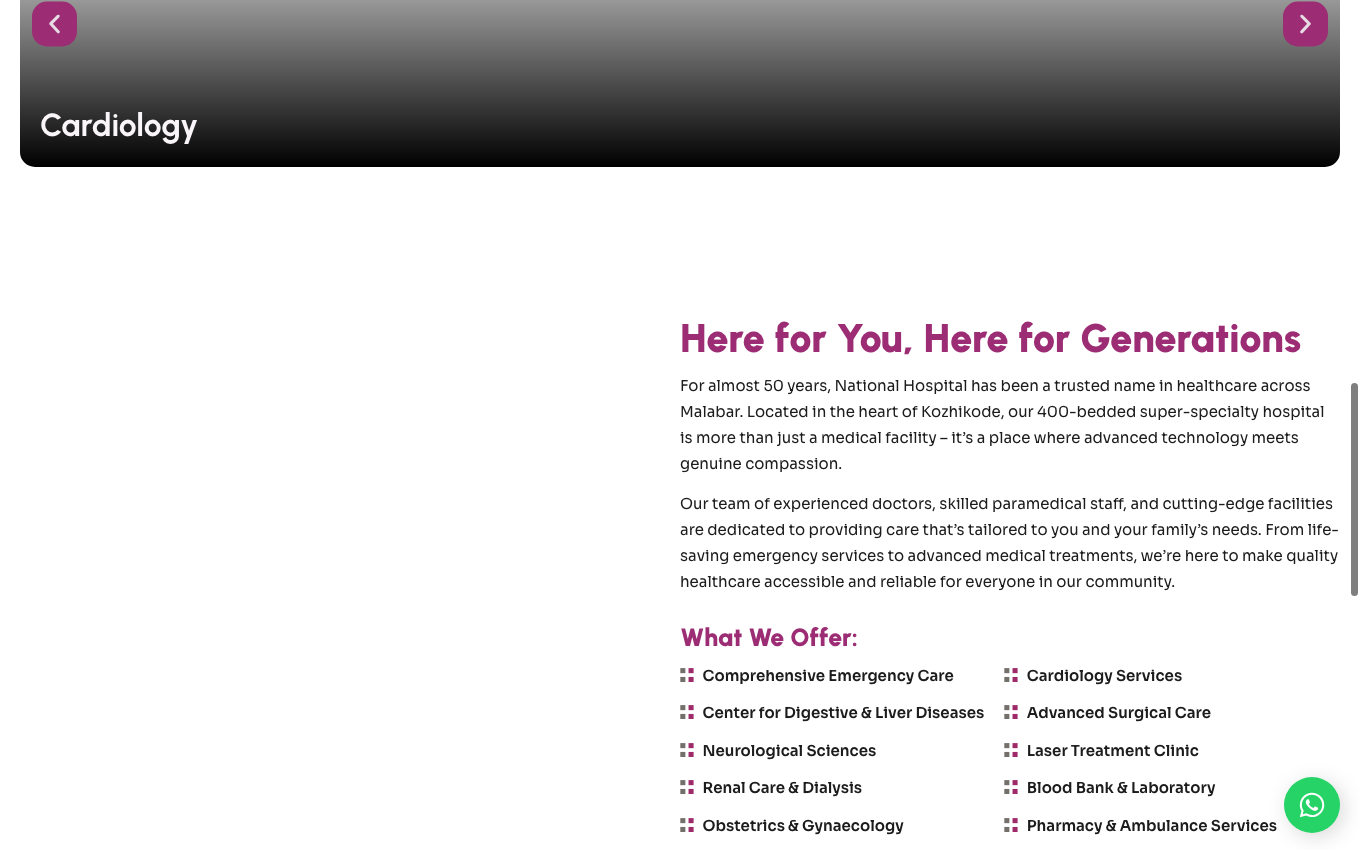 Cardiology
Here for You, Here for Generations
For almost 50 years, National Hospital has been a trusted name in healthcare across
Malabar. Located in the heart of Kozhikode, our 400-bedded super-specialty hospital
is more than just a medical facility – it’s a place where advanced technology meets
genuine compassion.
Our team of experienced doctors, skilled paramedical staff, and cutting-edge facilities
are dedicated to providing care that’s tailored to you and your family’s needs. From life-
saving emergency services to advanced medical treatments, we’re here to make quality
healthcare accessible and reliable for everyone in our community.
What We Offer:
Comprehensive Emergency Care
Cardiology Services
Center for Digestive & Liver Diseases
Advanced Surgical Care
Neurological Sciences
Laser Treatment Clinic
Renal Care & Dialysis
Blood Bank & Laboratory
Obstetrics & Gynaecology
Pharmacy & Ambulance Services